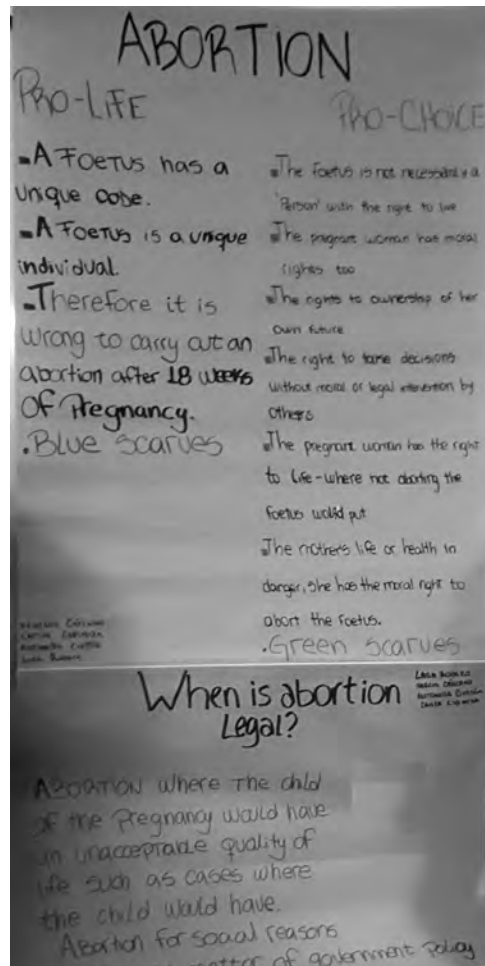 ABORTION
PRO-LIFE
A FOETUS has a
unique CODE.
A FOETUS is a unique
individual.
Therefore it is
wrong to carry out an
abortion after 18 weeks
OF Pregnancy.
Blue scarves
PRO-CHOICE
The foetus is not necessarily a
'Person' with the right to live
The pregnant woman has moral
rights too
The rights to ownership of her
own future
The right to take decisions
without moral or legal intervention by
others
The pregnant woman has the right
to life - where not aborting the
foetus would put
The mother's life or health in
danger, she has the moral right to
abort the foetus.
Green scarves
When is abortion
Legal?
ABORTION where the child
of the Pregnancy would have
an unacceptable quality of
life such as cases where
the child would have.
Abortion for social reasons
matter of government policy